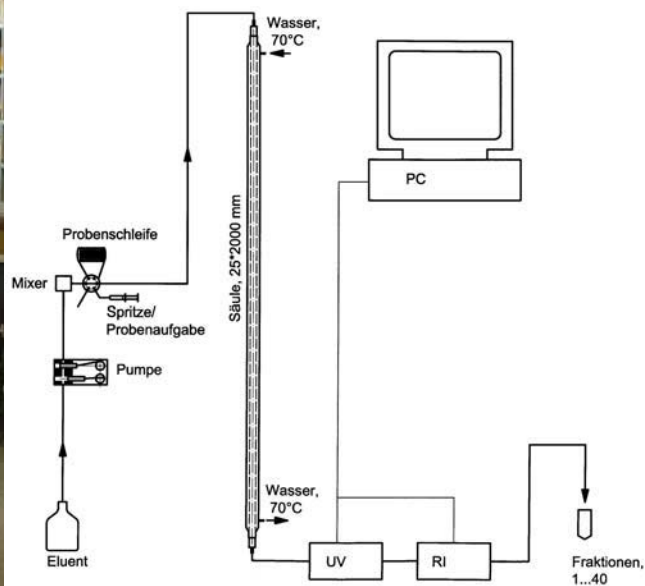 Wasser,
70°C
PC
Säule, 25*2000 mm
Probenschleife
Mixer
Spritze/
Probenaufgabe
Pumpe
Wasser,
70°C
Eluent
UV
RI
Fraktionen,
1...40